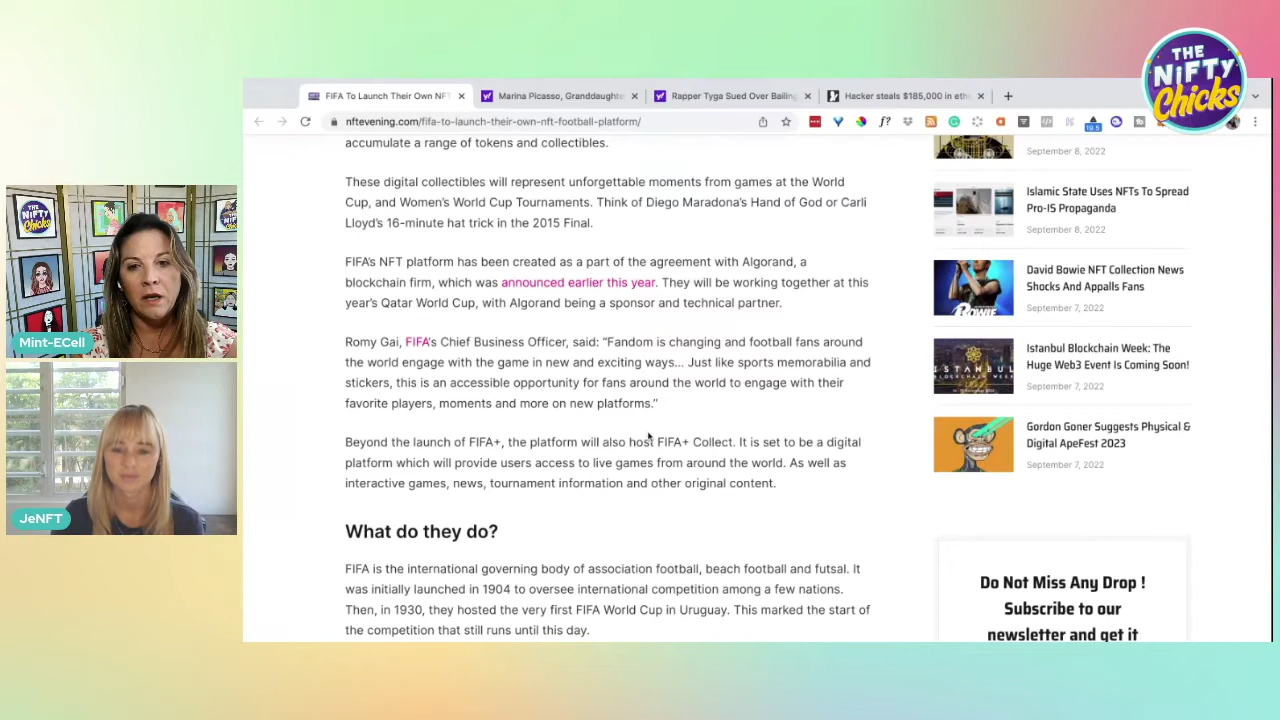 THE
NiFTY
Chicks
FIFA To Launch Their Own NFT
Marina Picasso, Granddaughte
Rapper Tyga Sued Over Bailing
Hacker steals $185,000 in eth
nftevening.com/fifa-to-launch-their-own-nft-football-platform/
19.5
accumulate a range of tokens and collectibles.
These digital collectibles will represent unforgettable moments from games at the World
Cup, and Women's World Cup Tournaments. Think of Diego Maradona's Hand of God or Carli
Lloyd's 16-minute hat trick in the 2015 Final.
FIFA's NFT platform has been created as a part of the agreement with Algorand, a
blockchain firm, which was announced earlier this year. They will be working together at this
year's Qatar World Cup, with Algorand being a sponsor and technical partner.
Romy Gai, FIFA's Chief Business Officer, said: "Fandom is changing and football fans around
the world engage with the game in new and exciting ways... Just like sports memorabilia and
stickers, this is an accessible opportunity for fans around the world to engage with their
favorite players, moments and more on new platforms."
Beyond the launch of FIFA+, the platform will also host FIFA+ Collect. It is set to be a digital
platform which will provide users access to live games from around the world. As well as
interactive games, news, tournament information and other original content.
What do they do?
FIFA is the international governing body of association football, beach football and futsal. It
was initially launched in 1904 to oversee international competition among a few nations.
Then, in 1930, they hosted the very first FIFA World Cup in Uruguay. This marked the start of
the competition that still runs until this day.
September 8, 2022
Islamic State Uses NFTs To Spread
Pro-IS Propaganda
September 8, 2022
David Bowie NFT Collection News
Shocks And Appalls Fans
September 7, 2022
Istanbul Blockchain Week: The
Huge Web3 Event Is Coming Soon!
September 7, 2022
Gordon Goner Suggests Physical &
Digital ApeFest 2023
September 7, 2022
Do Not Miss Any Drop !
Subscribe to our
newsletter and get it
THE
NiFTY
Chicks
Mint-ECell
JeNFT